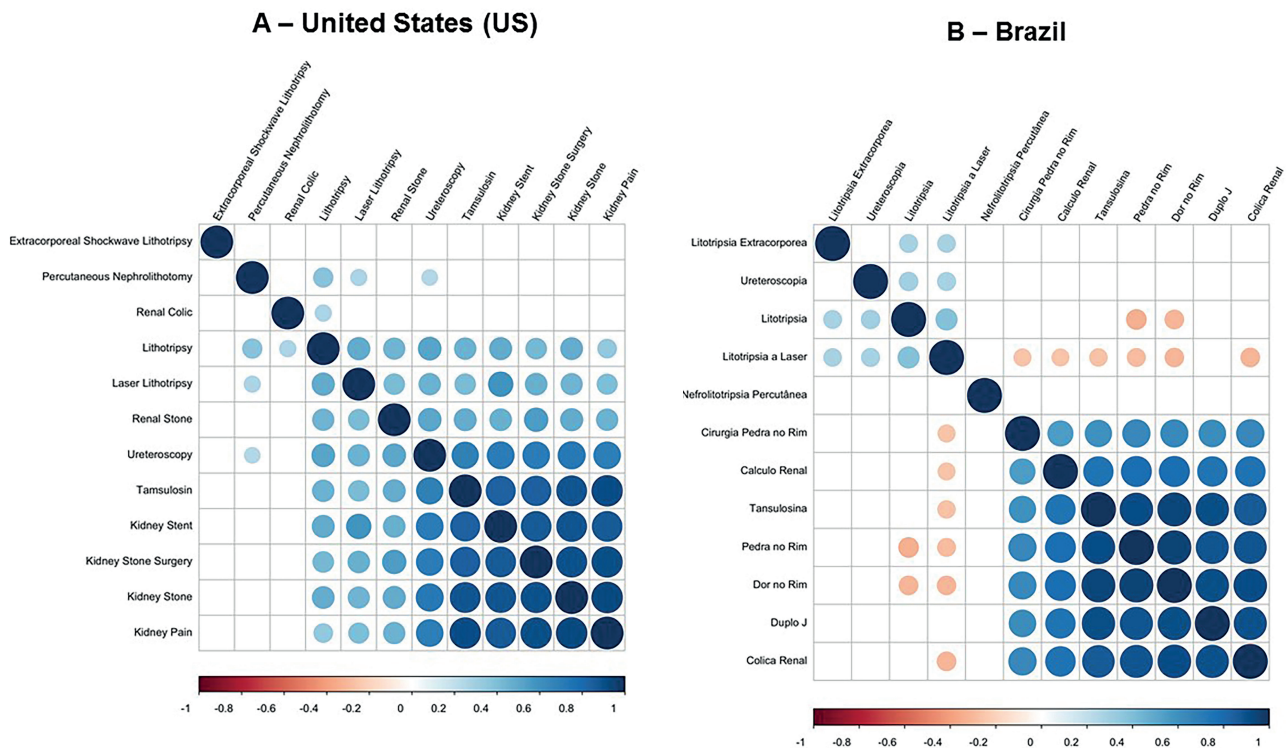 A – United States (US)
B – Brazil
Extracorporeal Shockwave Lithotripsy
Percutaneous Nephrolithotomy
Renal Colic
Lithotripsy
Laser Lithotripsy
Renal Stone
Ureteroscopy
Tamsulosin
Kidney Stent
Kidney Stone Surgery
Kidney Stone
Kidney Pain
Extracorporeal Shockwave Lithotripsy
Percutaneous Nephrolithotomy
Renal Colic
Lithotripsy
Laser Lithotripsy
Renal Stone
Ureteroscopy
Tamsulosin
Kidney Stent
Kidney Stone Surgery
Kidney Stone
Kidney Pain
-1 -0.8 -0.6 -0.4 -0.2 0 0.2 0.4 0.6 0.8 1
Litotripsia Extracorporea
Ureteroscopia
Litotripsia
Litotripsia a Laser
Nefrolitotripsia Percutânea
Cirurgia Pedra no Rim
Calculo Renal
Tansulosina
Pedra no Rim
Dor no Rim
Duplo J
Colica Renal
Litotripsia Extracorporea
Ureteroscopia
Litotripsia
Litotripsia a Laser
Nefrolitotripsia Percutânea
Cirurgia Pedra no Rim
Calculo Renal
Tansulosina
Pedra no Rim
Dor no Rim
Duplo J
Colica Renal
-1 -0.8 -0.6 -0.4 -0.2 0 0.2 0.4 0.6 0.8 1